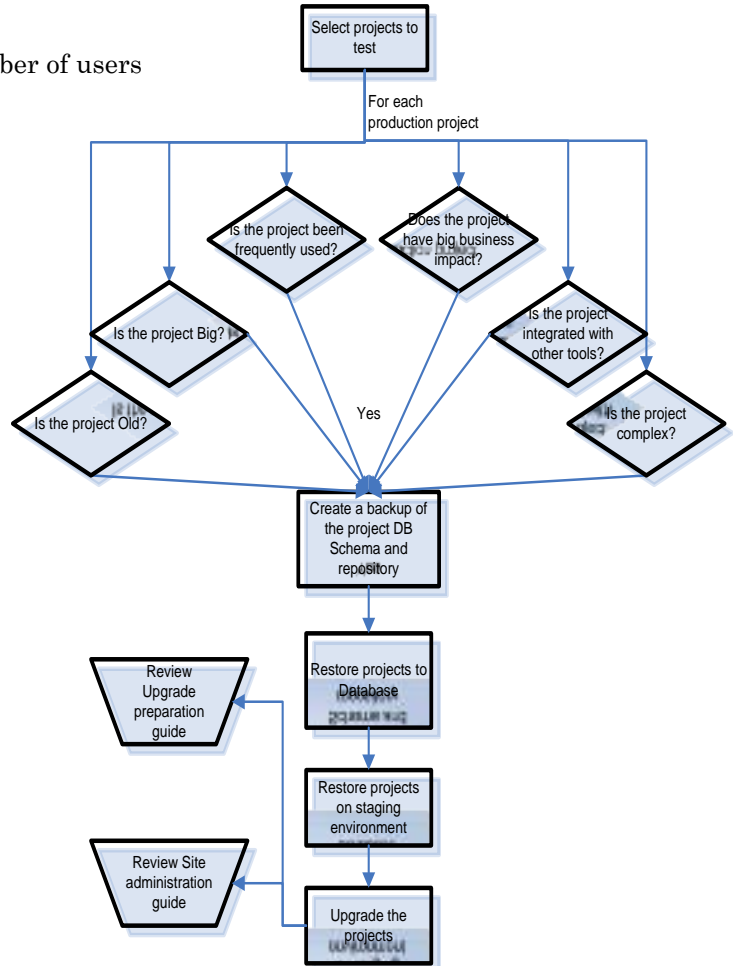 Select projects to
test
ber of users
For each
production project
Is the project been
frequently used?
Does the project
have big business
impact?
Is the project Big?
Is the project
integrated with
other tools?
Is the project Old?
Yes
Is the project
complex?
Create a backup of
the project DB
Schema and
repository
Restore projects to
Database
Review
Upgrade
preparation
guide
Restore projects
on staging
environment
Review Site
administration
guide
Upgrade the
projects